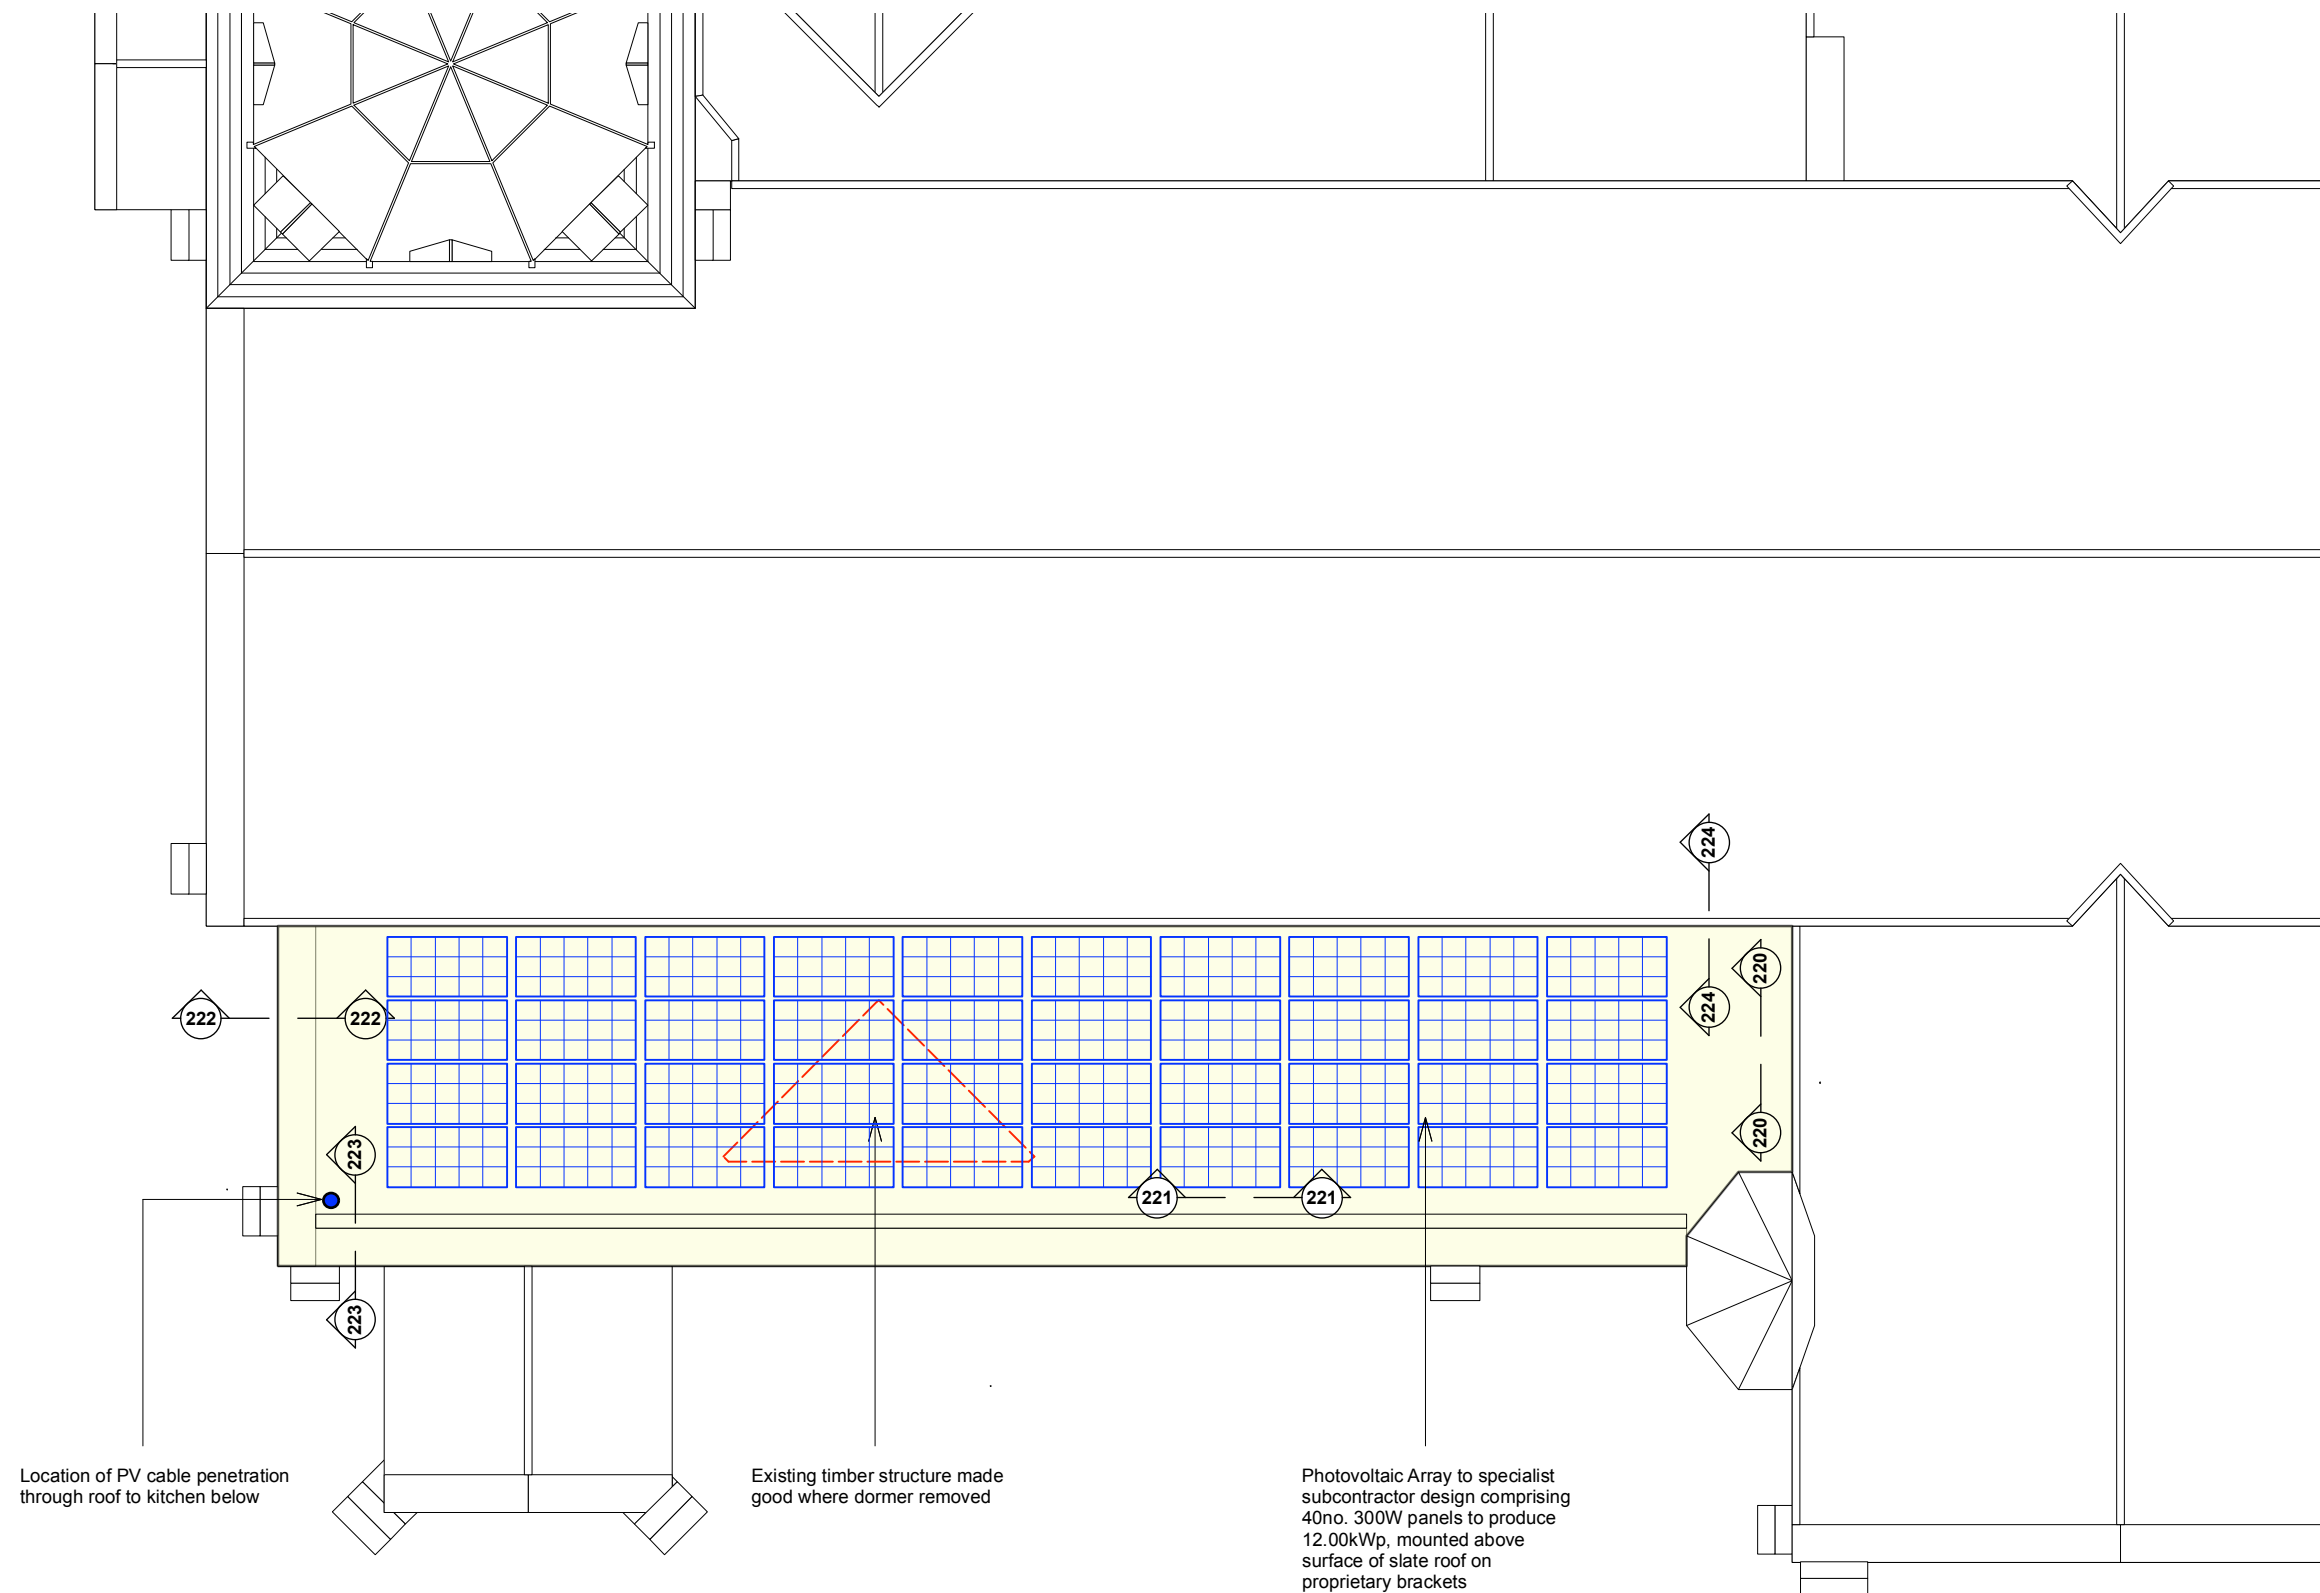 224
220
224
222
222
220
223
221
221
223
Location of PV cable penetration
through roof to kitchen below
Existing timber structure made
good where dormer removed
Photovoltaic Array to specialist
subcontractor design comprising
40no. 300W panels to produce
12.00kWp, mounted above
surface of slate roof on
proprietary brackets